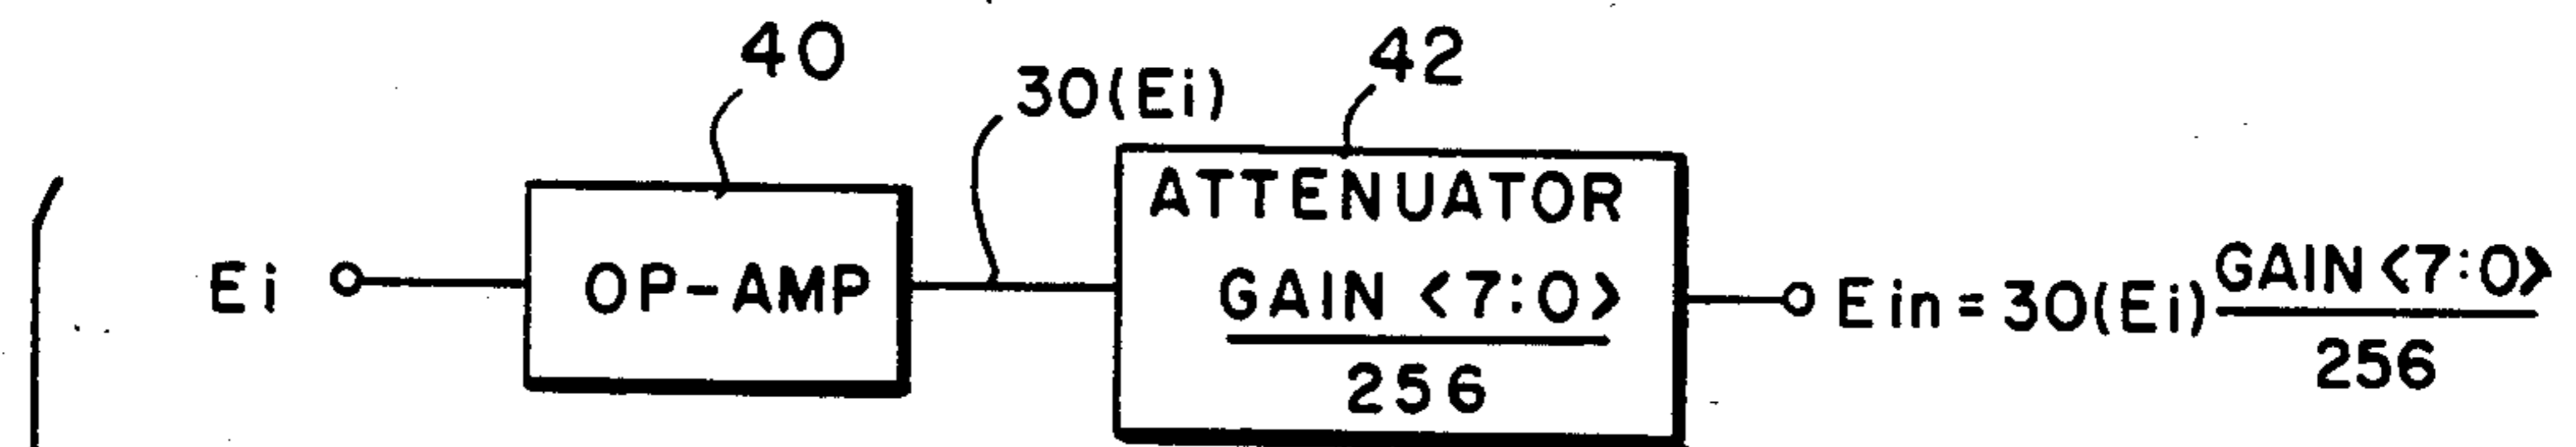 40
42
30(Ei)
Ei
OP-AMP
ATTENUATOR
GAIN <7:0>
256
Ein = 30(Ei) GAIN <7:0>
256